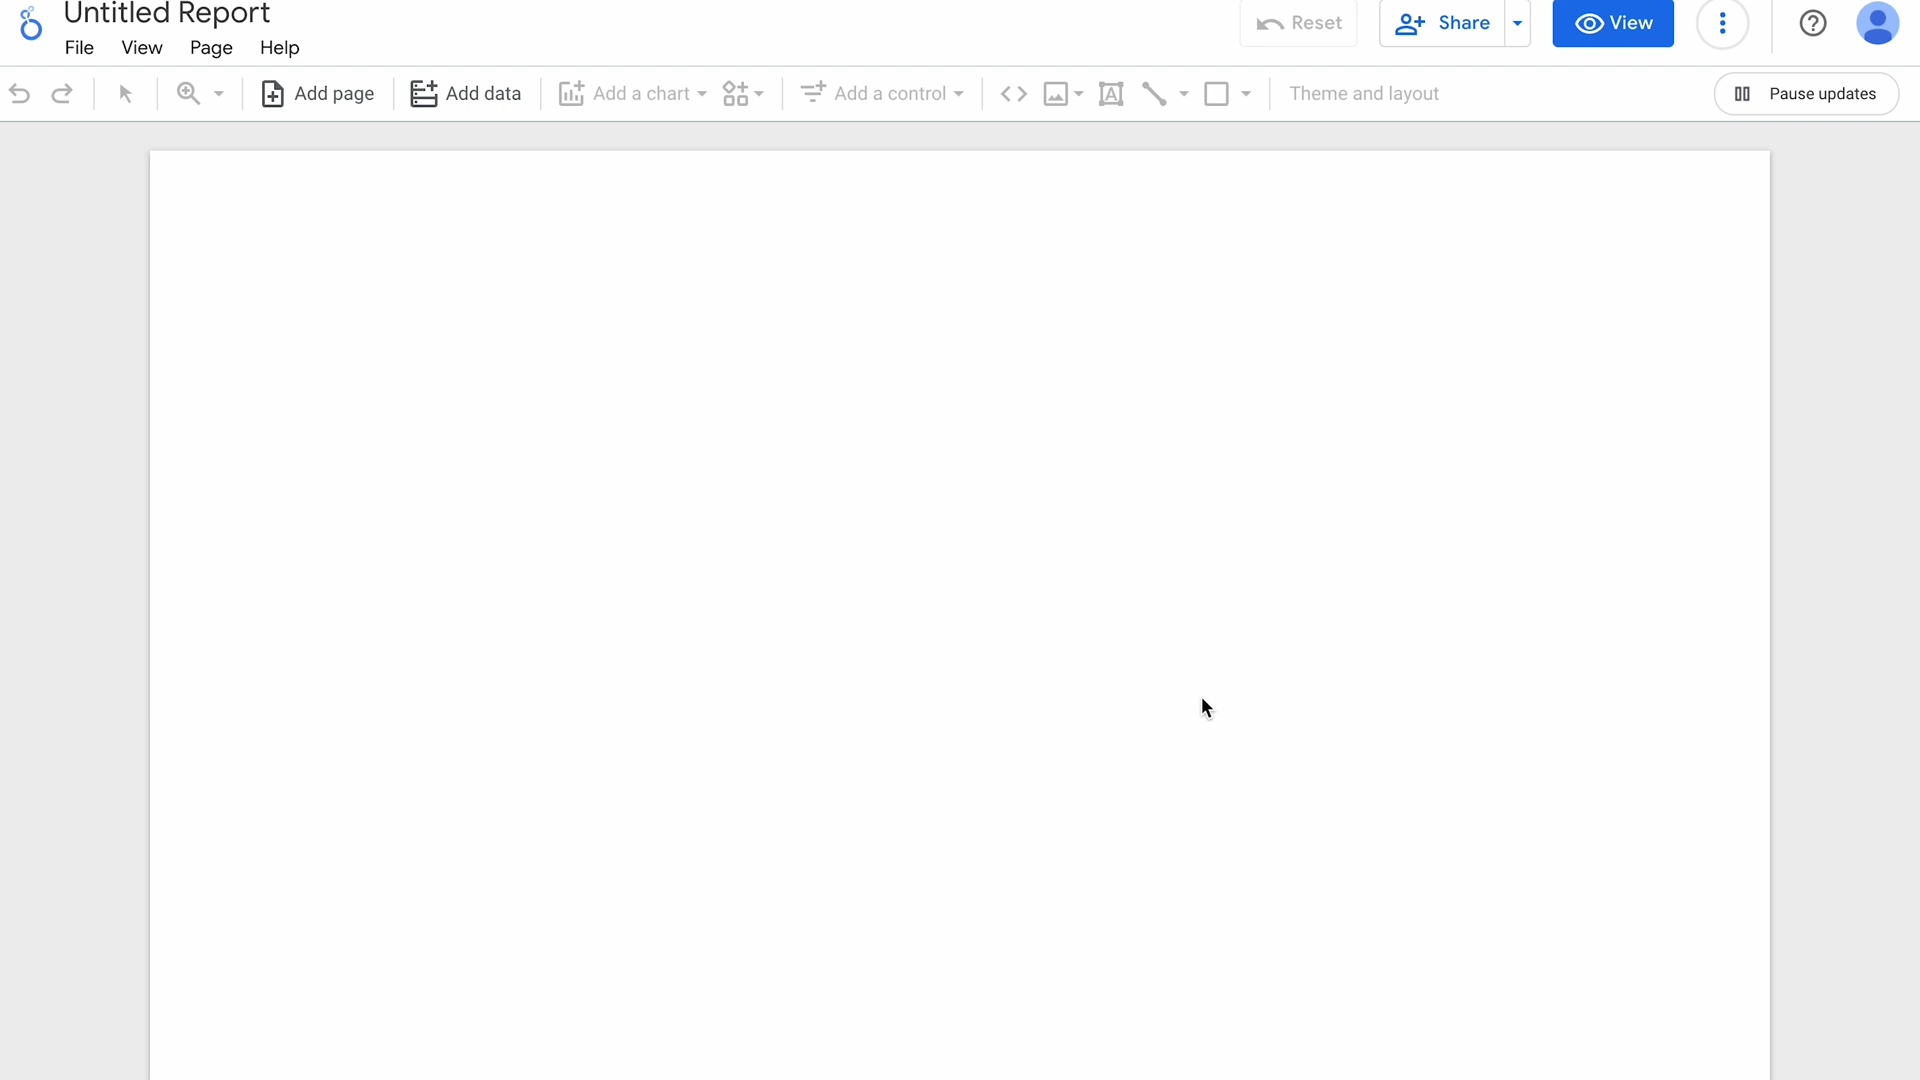 Untitled Report
File View Page Help
Reset Share View
Add page Add data Add a chart Add a control A Theme and layout Pause updates